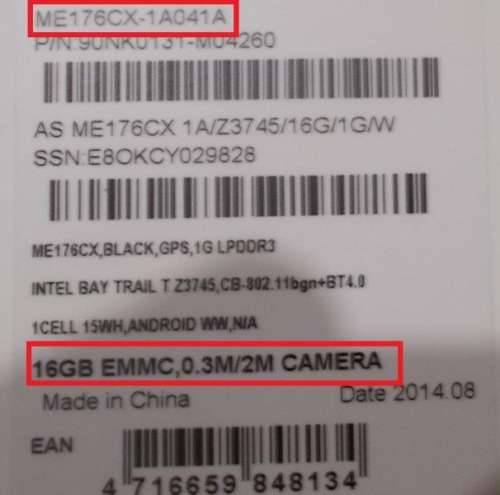 ME176CX-1A041A
P/N:90NK0131-M04260
AS ME176CX 1A/Z3745/16G/1G/W
SSN:E8OKCY029828
ME176CX,BLACK,GPS,1G LPDDR3
INTEL BAY TRAIL T Z3745,CB-802.11bgn+BT4.0
1CELL 15WH,ANDROID WW,N/A
16GB EMMC,0.3M/2M CAMERA
Made in China Date 2014.08
EAN
4 716659 848134